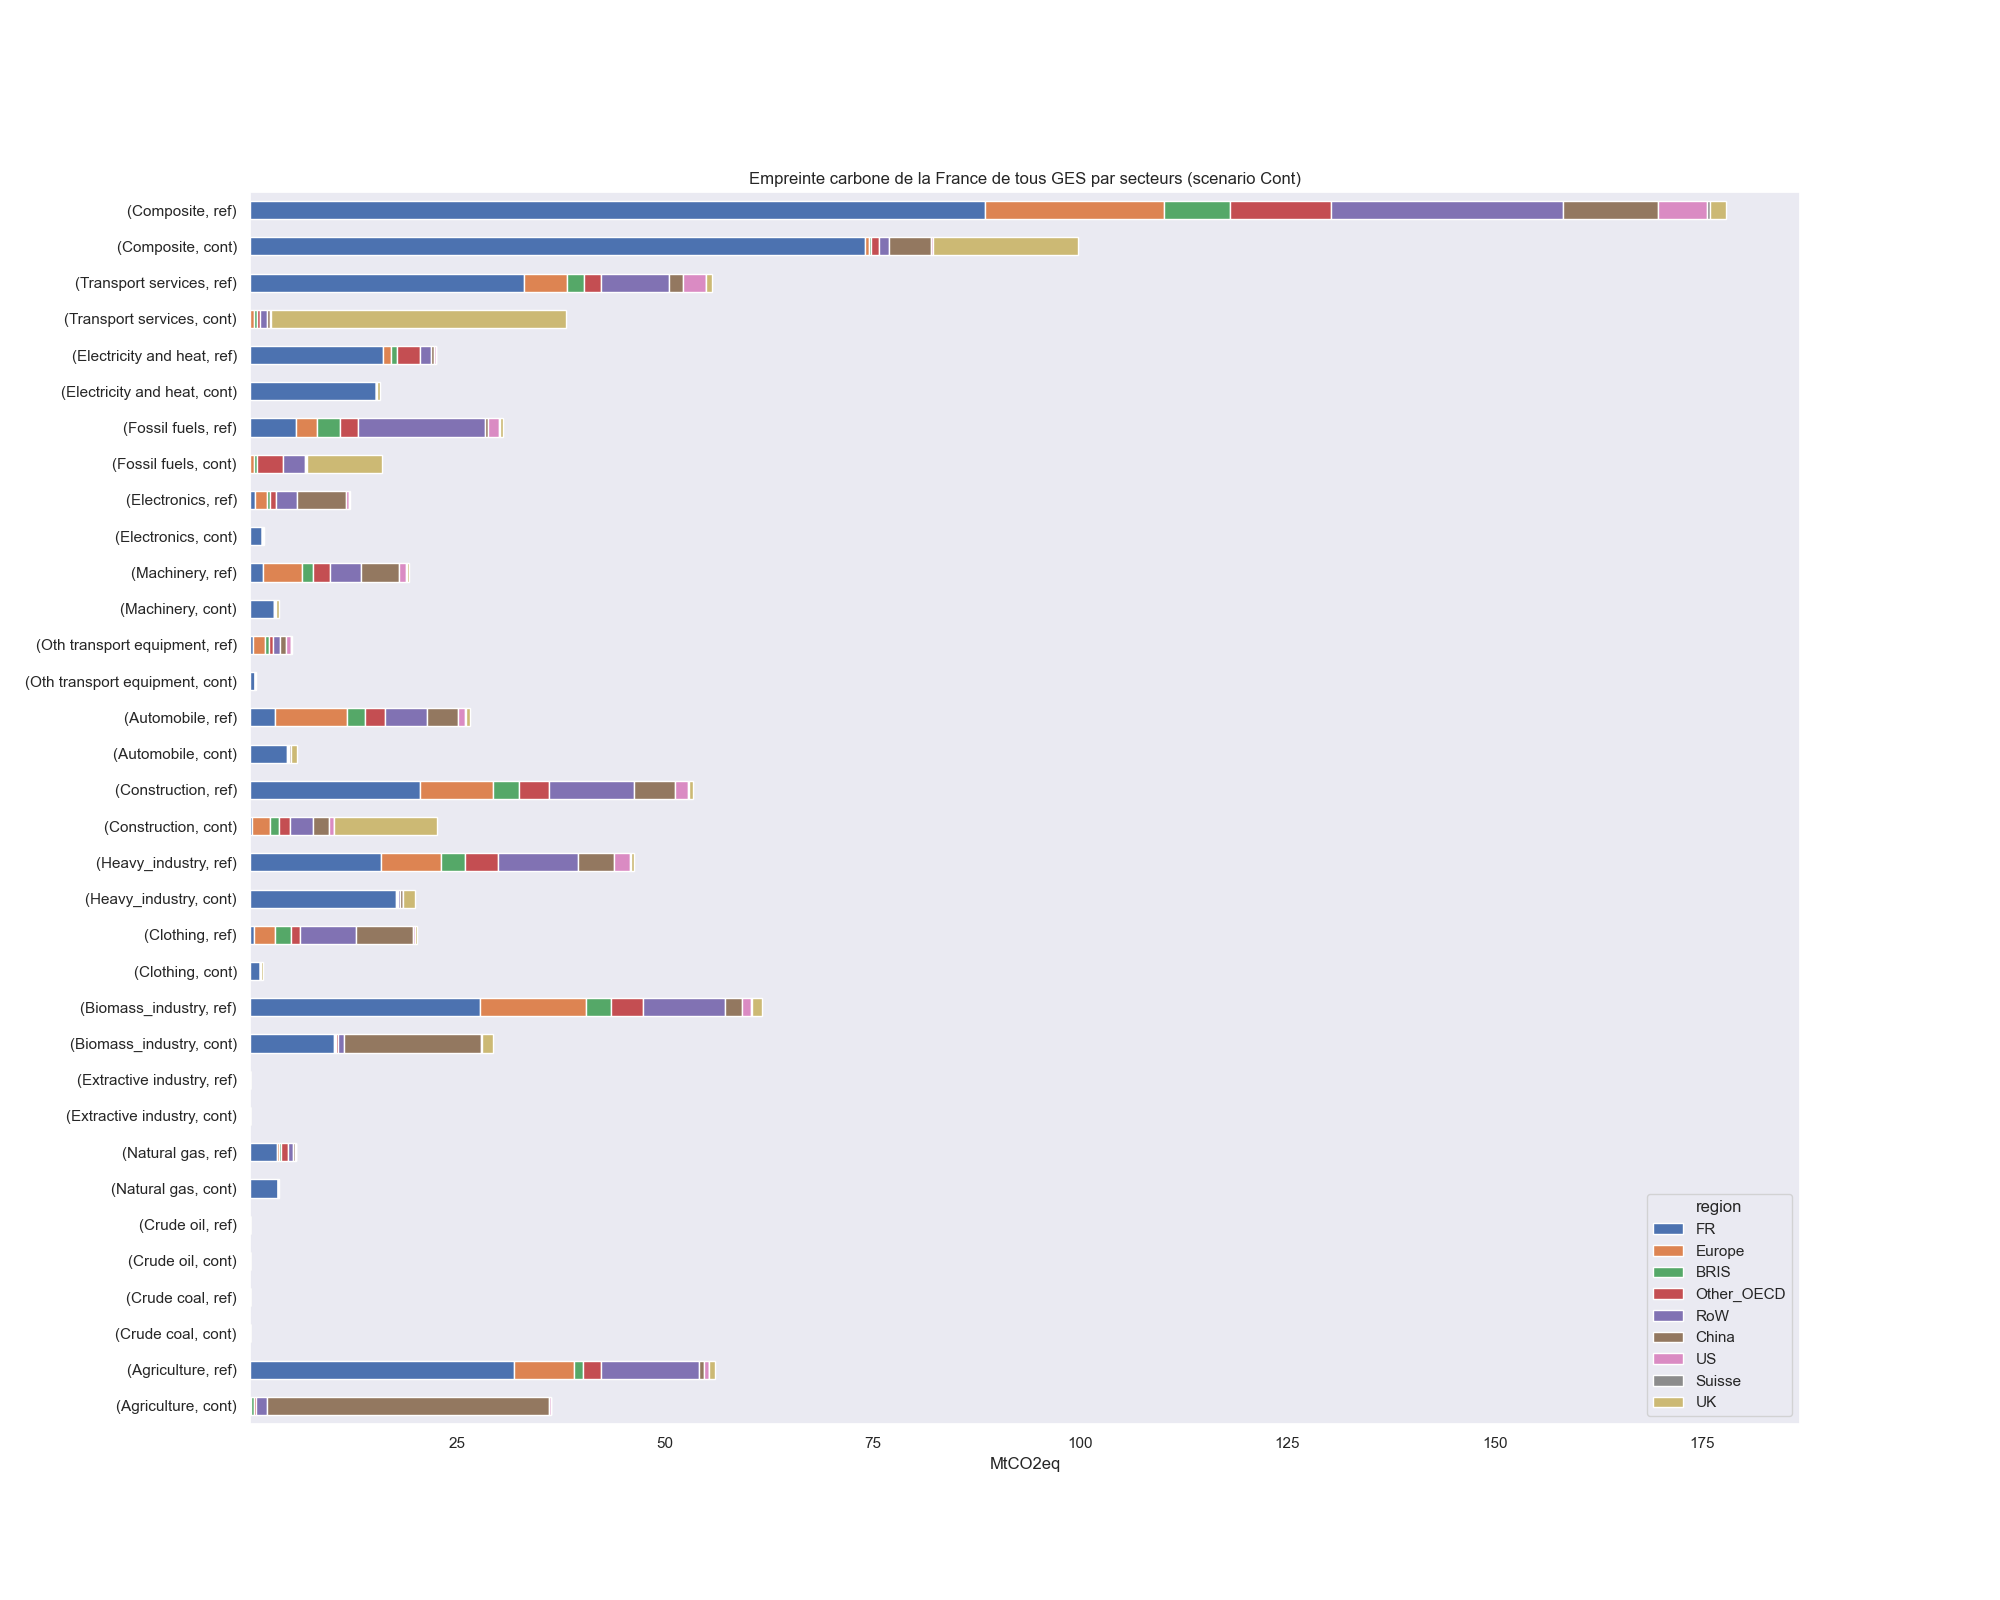 Empreinte carbone de la France de tous GES par secteurs (scenario Cont)
(Composite, ref)
(Composite, cont)
(Transport services, ref)
(Transport services, cont)
(Electricity and heat, ref)
(Electricity and heat, cont)
(Fossil fuels, ref)
(Fossil fuels, cont)
(Electronics, ref)
(Electronics, cont)
(Machinery, ref)
(Machinery, cont)
(Oth transport equipment, ref)
(Oth transport equipment, cont)
(Automobile, ref)
(Automobile, cont)
(Construction, ref)
(Construction, cont)
(Heavy_industry, ref)
(Heavy_industry, cont)
(Clothing, ref)
(Clothing, cont)
(Biomass_industry, ref)
(Biomass_industry, cont)
(Extractive industry, ref)
(Extractive industry, cont)
(Natural gas, ref)
(Natural gas, cont)
(Crude oil, ref)
(Crude oil, cont)
(Crude coal, ref)
(Crude coal, cont)
(Agriculture, ref)
(Agriculture, cont)
region
FR
Europe
BRIS
Other_OECD
RoW
China
US
Suisse
UK
25 50 75 100 125 150 175
MtCO2eq